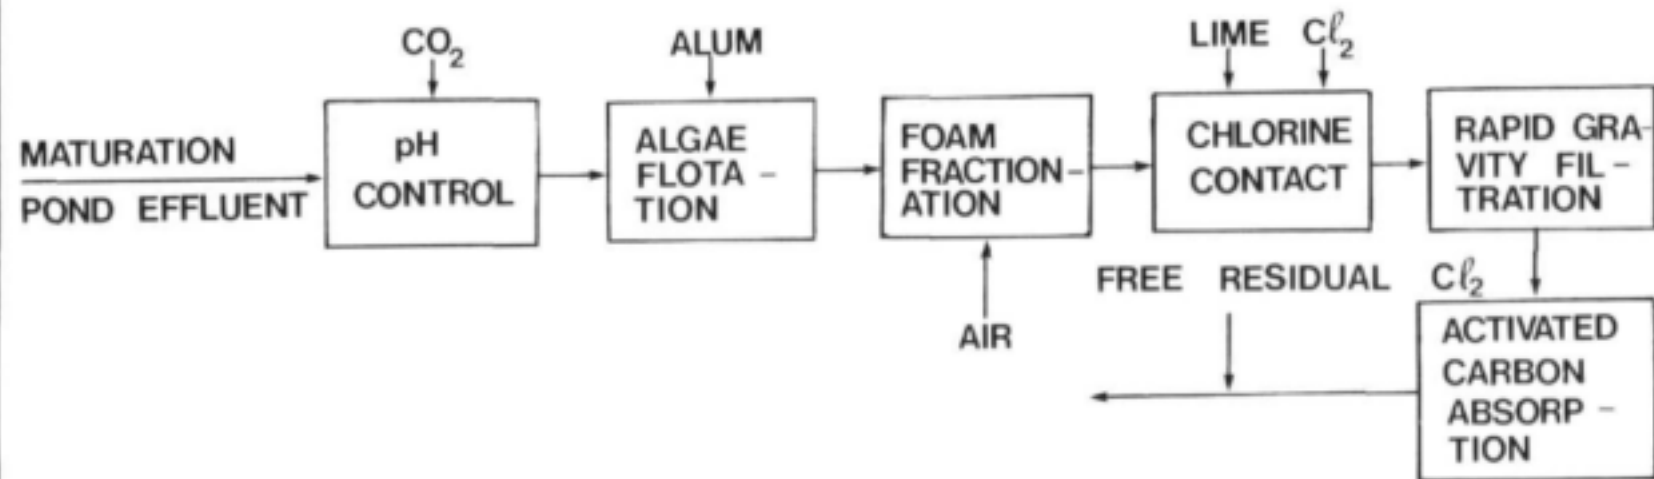 MATURATION
POND EFFLUENT
CO₂
pH
CONTROL
ALUM
ALGAE
FLOTA -
TION
FOAM
FRACTION-
ATION
AIR
LIME Cl₂
CHLORINE
CONTACT
RAPID GRA-
VITY FIL -
TRATION
FREE RESIDUAL Cl₂
ACTIVATED
CARBON
ABSORP -
TION